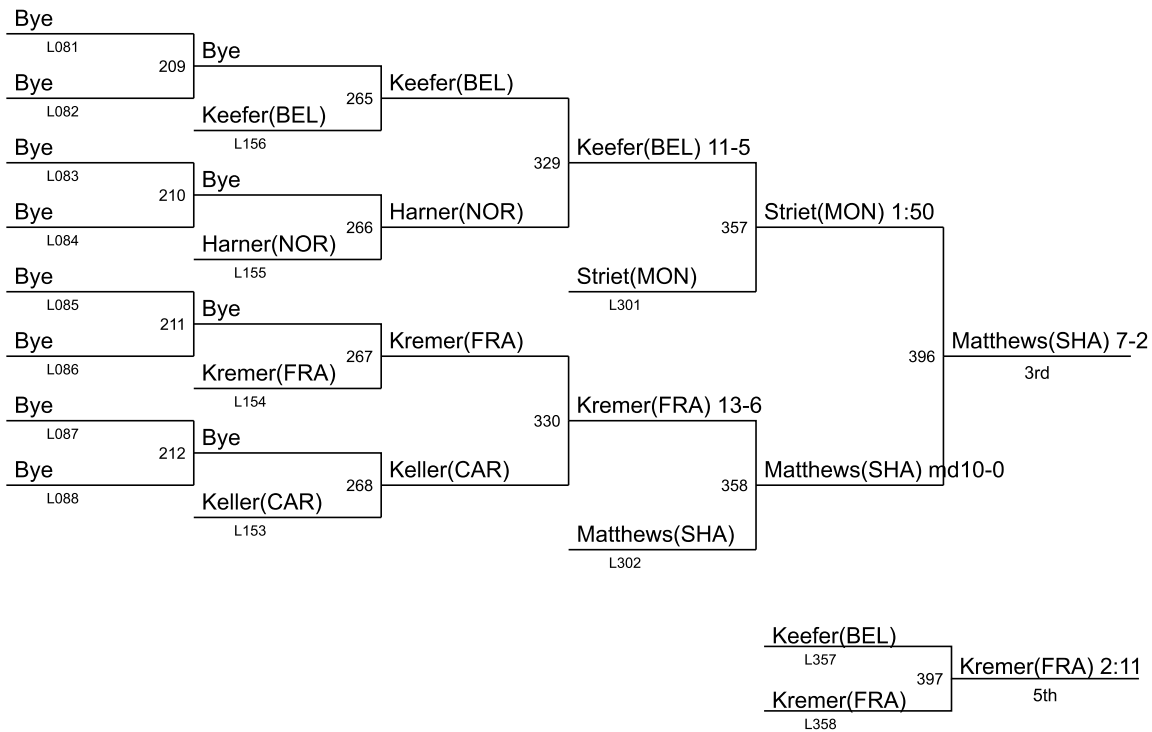 Bye
L081
Bye
209
Bye
Keefer(BEL)
265
L082
Keefer(BEL)
L156
Bye
Keefer(BEL) 11-5
329
L083
Bye
210
Bye
Harner(NOR)
Striet(MON) 1:50
266
357
L084
Harner(NOR)
L155
Striet(MON)
L301
Bye
L085
Bye
211
Bye
Kremer(FRA)
Matthews(SHA) 7-2
267
396
3rd
L086
Kremer(FRA)
L154
Bye
Kremer(FRA) 13-6
330
L087
Bye
212
Bye
Keller(CAR)
Matthews(SHA) md10-0
268
358
L088
Keller(CAR)
L153
Matthews(SHA)
L302
Keefer(BEL)
L357
397
Kremer(FRA) 2:11
5th
Kremer(FRA)
L358